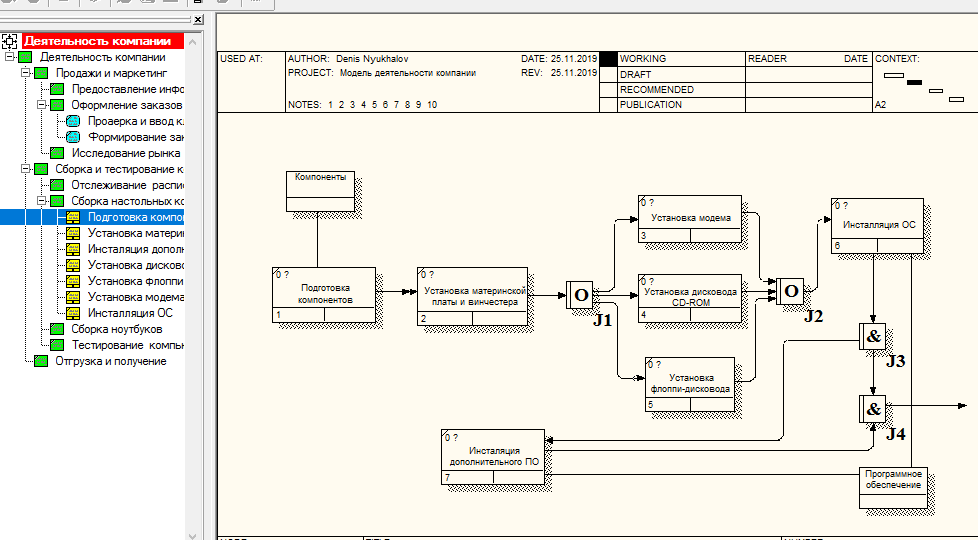 Деятельность компании
Деятельность компании
Продажи и маркетинг
Предоставление инфо
Оформление заказов
Проаерка и ввод к
Формирование зак
Исследование рынка
Сборка и тестирование к
Отслеживание распи
Сборка настольных ко
Подготовка компо
Установка матери
Инсталяция допол
Установка дисково
Установка флоппи
Установка модема
Инсталляция ОС
Сборка ноутбуков
Тестирование компь
Отгрузка и получение
USED AT:
AUTHOR: Denis Nyukhalov
DATE: 25.11.2019
PROJECT: Модель деятельности компании
REV: 25.11.2019
NOTES: 1 2 3 4 5 6 7 8 9 10
WORKING
DRAFT
RECOMMENDED
PUBLICATION
READER
DATE
CONTEXT:
A2
Компоненты
0 ?
Подготовка
компонентов
1
0 ?
Установка материнской
платы и винчестера
2
O
J1
0 ?
Установка модема
3
0 ?
Установка дисковода
CD-ROM
4
0 ?
Установка
флоппи-дисковода
5
O
J2
0 ?
Инсталляция ОС
6
&
J3
&
J4
0 ?
Инсталяция
дополнительного ПО
7
Программное
обеспечение